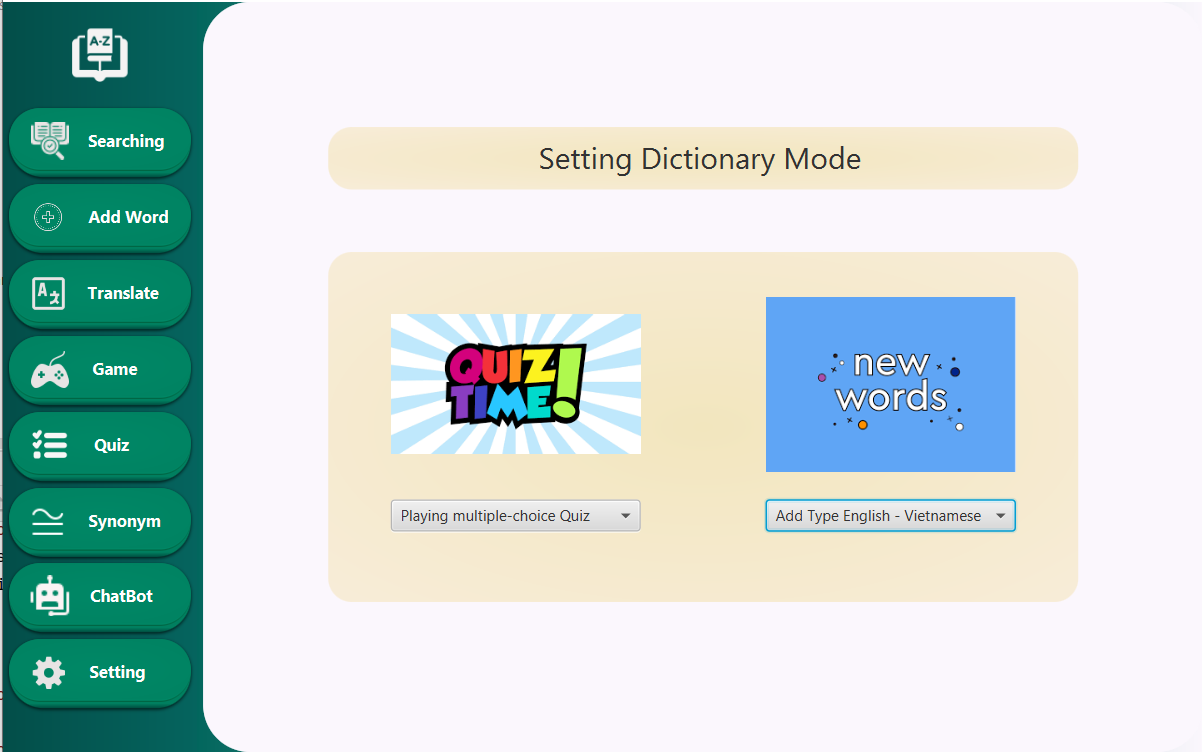 A-Z
Searching
Add Word
Translate
Game
Quiz
Synonym
ChatBot
Setting
Setting Dictionary Mode
QUIZ
TIME!
Playing multiple-choice Quiz
new
words
Add Type English - Vietnamese